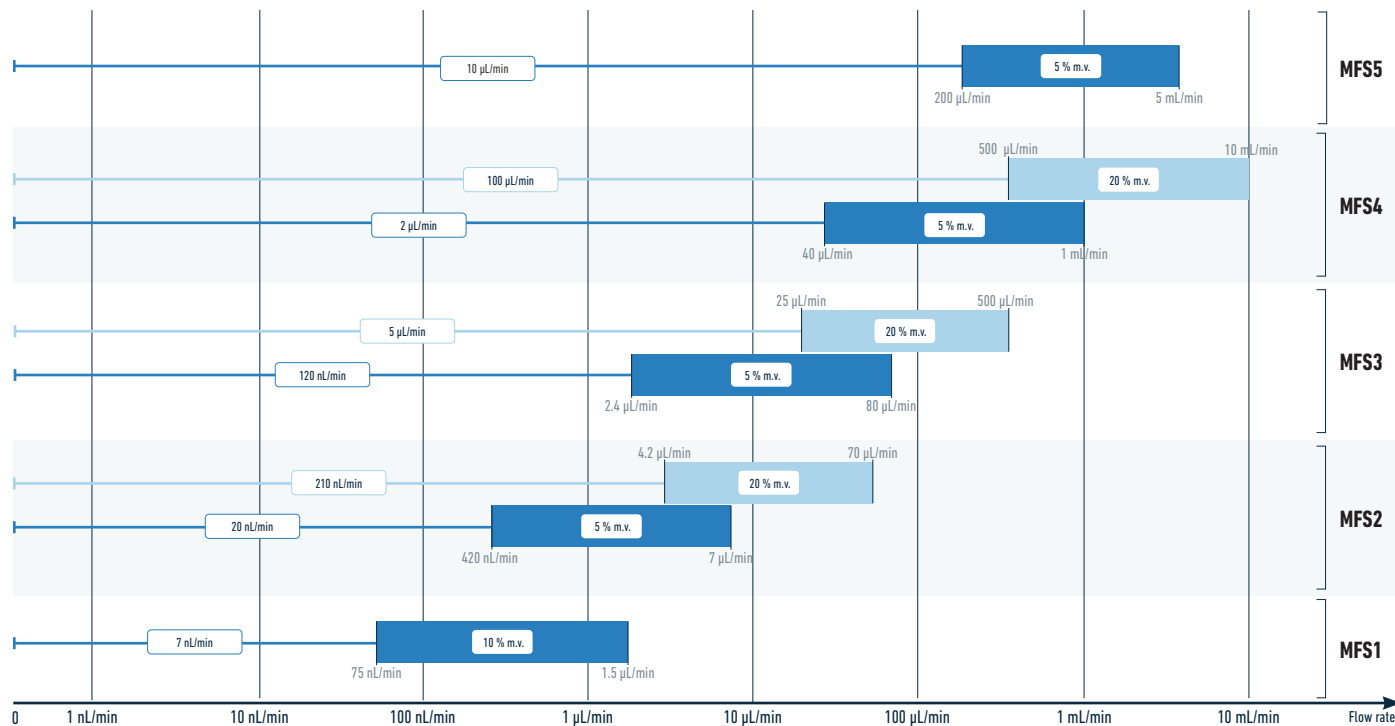 10 µL/min
5 % m.v.
200 µL/min
5 mL/min
MFS5
500 µL/min
10 mL/min
100 µL/min
20 % m.v.
2 µL/min
5 % m.v.
40 µL/min
1 mL/min
MFS4
25 µL/min
500 µL/min
5 µL/min
20 % m.v.
120 nL/min
5 % m.v.
2.4 µL/min
80 µL/min
MFS3
4.2 µL/min
70 µL/min
210 nL/min
20 % m.v.
20 nL/min
5 % m.v.
420 nL/min
7 µL/min
MFS2
7 nL/min
10 % m.v.
75 nL/min
1.5 µL/min
MFS1
0
1 nL/min
10 nL/min
100 nL/min
1 µL/min
10 µL/min
100 µL/min
1 mL/min
10 mL/min
Flow rate